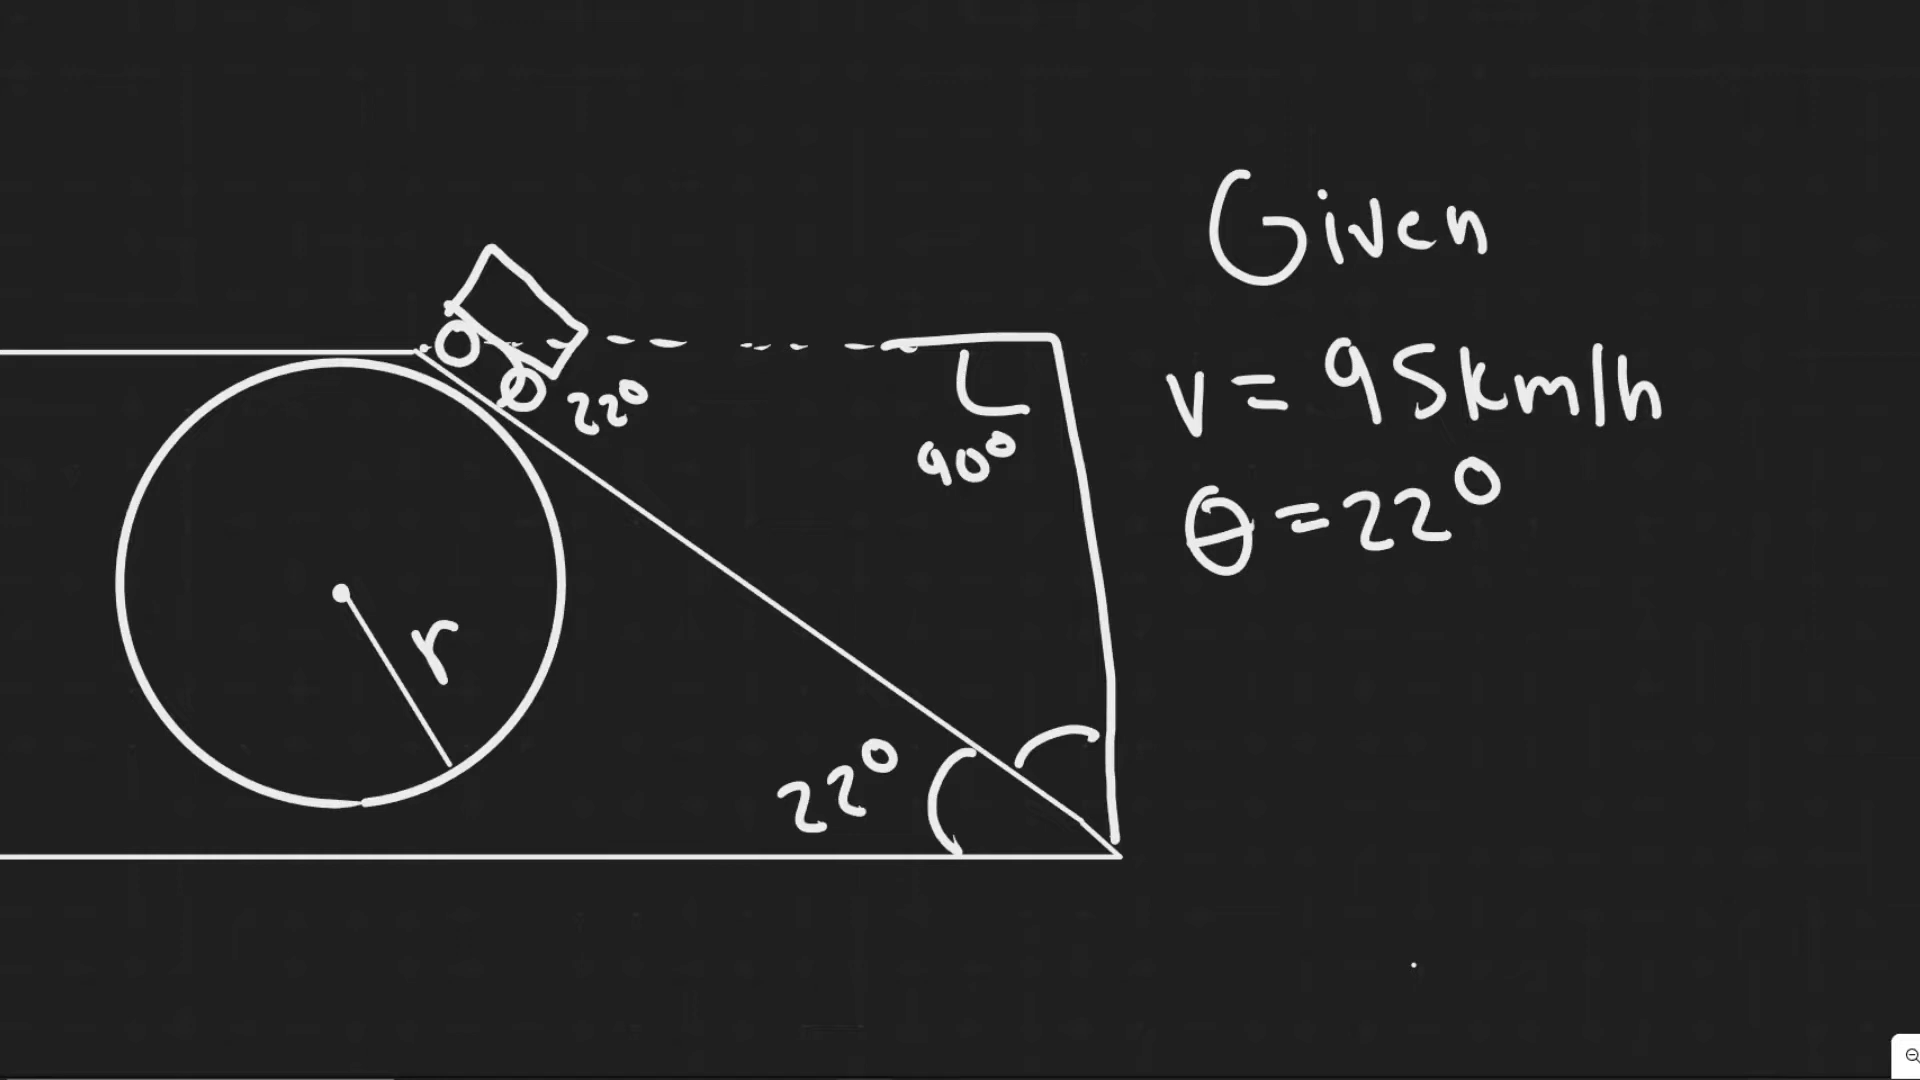 Given
v = 95km/h
θ = 22°
22°
90°
r
22°